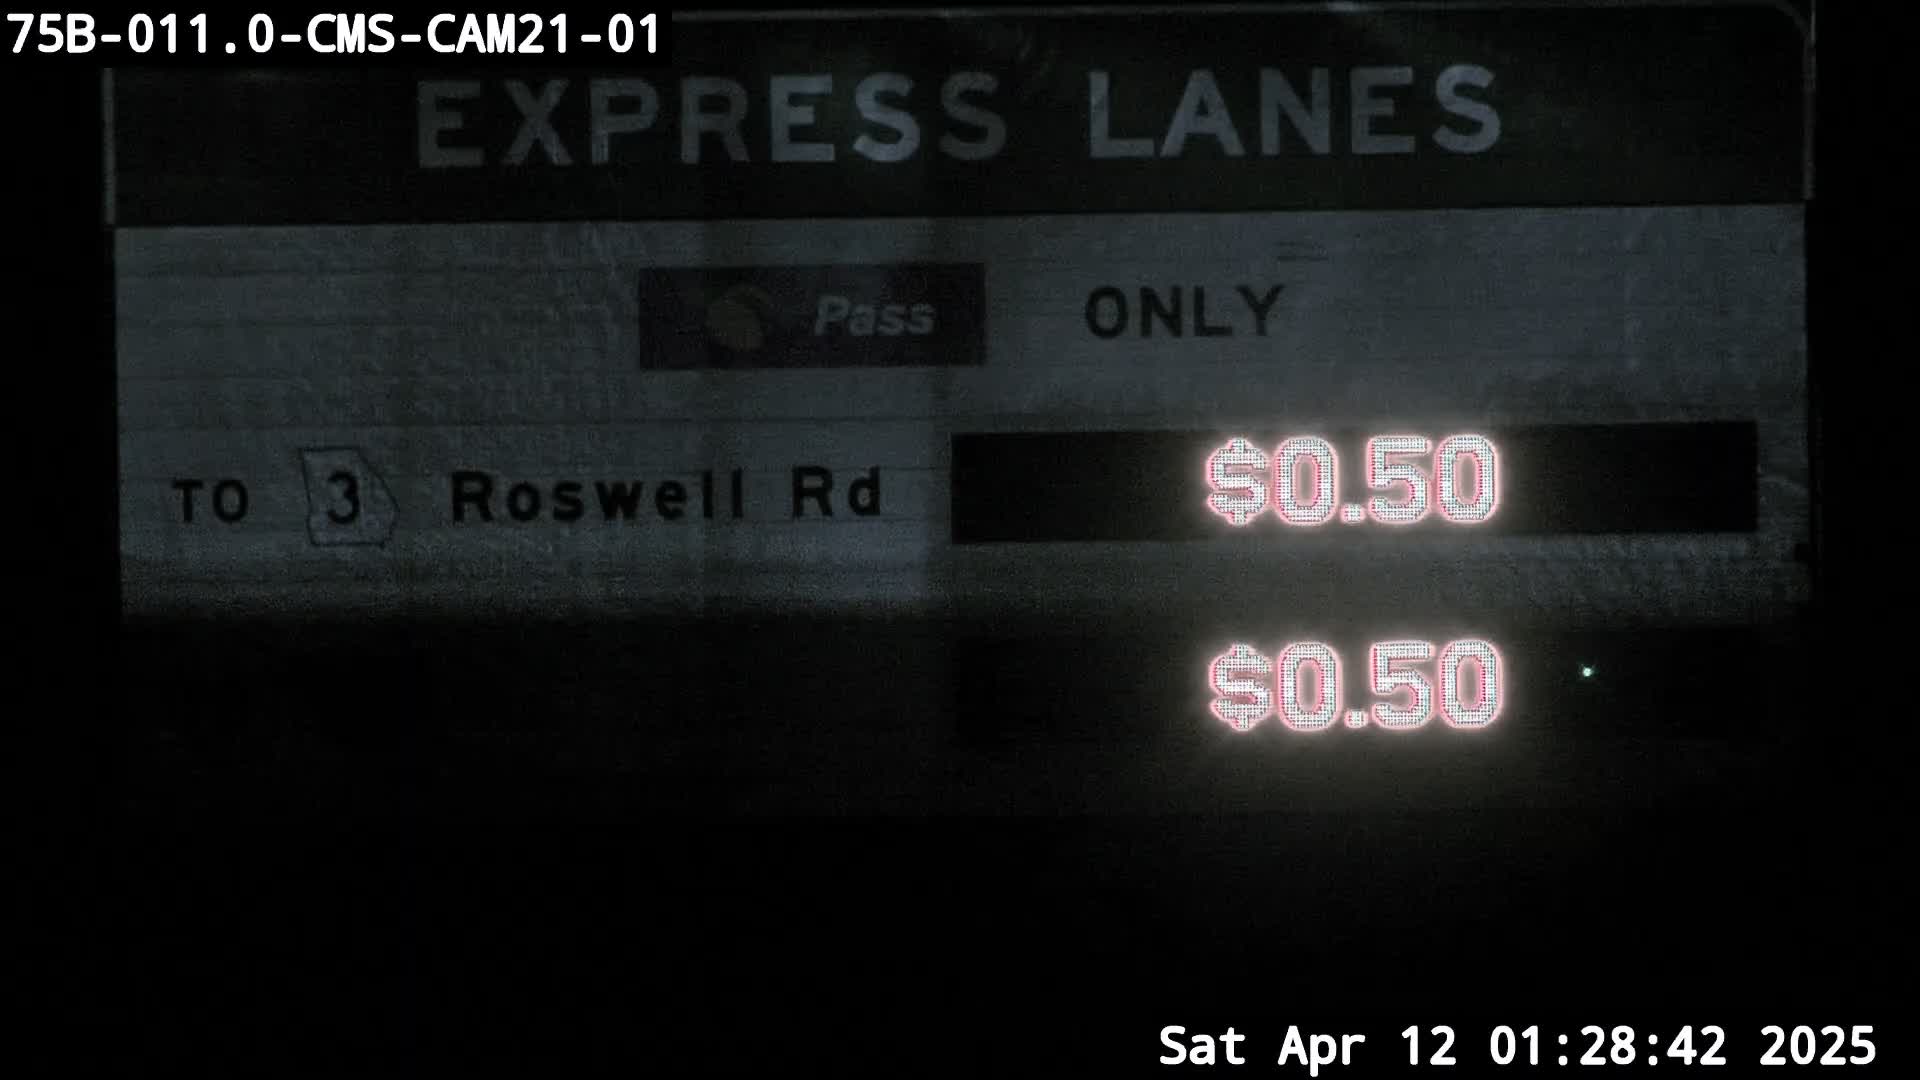 75B-011.0-CMS-CAM21-01
EXPRESS LANES
Pass ONLY
TO 3 Roswell Rd $0.50
$0.50
Sat Apr 12 01:28:42 2025